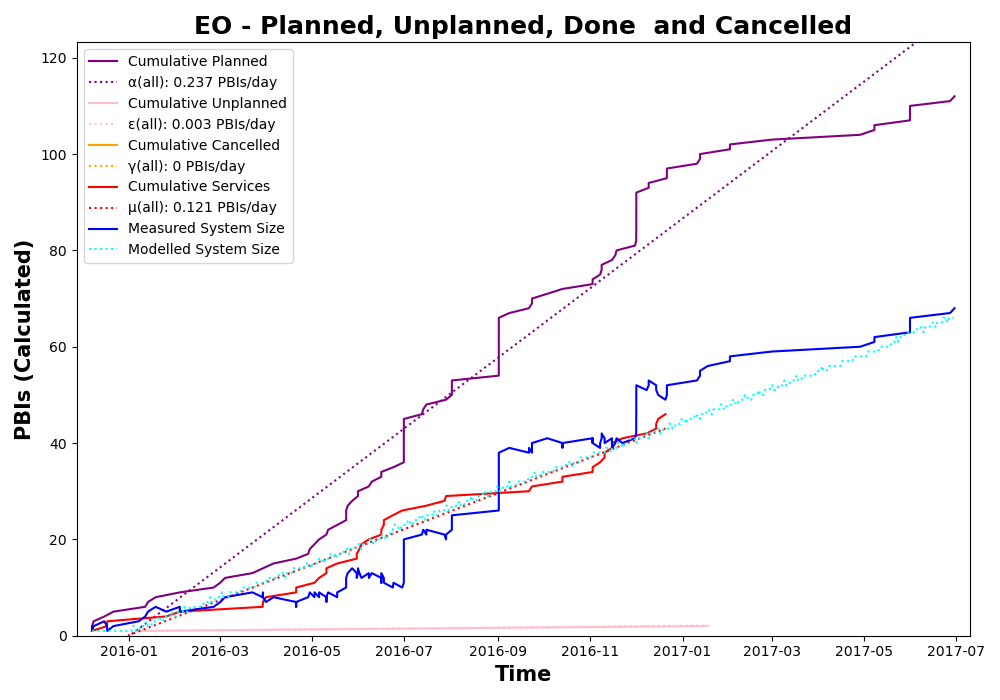 EO - Planned, Unplanned, Done  and Cancelled
Cumulative Planned
α(all): 0.237 PBIs/day
Cumulative Unplanned
ε(all): 0.003 PBIs/day
Cumulative Cancelled
γ(all): 0 PBIs/day
Cumulative Services
μ(all): 0.121 PBIs/day
Measured System Size
Modelled System Size
PBIs (Calculated)
120
100
80
60
40
20
0
2016-01 2016-03 2016-05 2016-07 2016-09 2016-11 2017-01 2017-03 2017-05 2017-07
Time